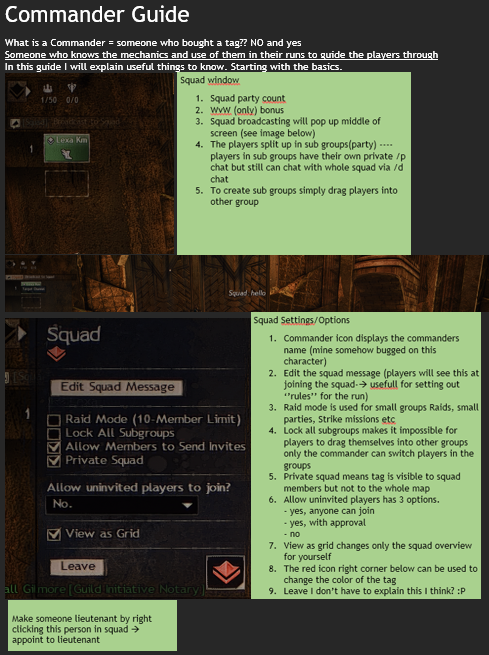 Commander Guide
What is a Commander = someone who bought a tag?? NO and yes
Someone who knows the mechanics and use of them in their runs to guide the players through
In this guide I will explain useful things to know. Starting with the basics.
1/50 0/0
1 Lexa Km
Squad window
1. Squad party count
2. WvW (only) bonus
3. Squad broadcasting will pop up middle of
screen (see image below)
4. The players split up in sub groups(party) ----
players in sub groups have their own private /p
chat but still can chat with whole squad via /d
chat
5. To create sub groups simply drag players into
other group
Squad hello
Squad
Edit Squad Message
1
Raid Mode (10-Member Limit)
Lock All Subgroups
Allow Members to Send Invites
Private Squad
Allow uninvited players to join?
No.
View as Grid
Leave
all Gilmore [Guild Initiative Notary]
Squad Settings/Options
1. Commander icon displays the commanders
name (mine somehow bugged on this
character)
2. Edit the squad message (players will see this at
joining the squad-→ usefull for setting out
‘’rules’’ for the run)
3. Raid mode is used for small groups Raids, small
parties, Strike missions etc
4. Lock all subgroups makes it impossible for
players to drag themselves into other groups
only the commander can switch players in the
groups
5. Private squad means tag is visible to squad
members but not to the whole map
6. Allow uninvited players has 3 options.
- yes, anyone can join
- yes, with approval
- no
7. View as grid changes only the squad overview
for yourself
8. The red icon right corner below can be used to
change the color of the tag
9. Leave I don’t have to explain this I think? :P
Make someone lieutenant by right
clicking this person in squad →
appoint to lieutenant